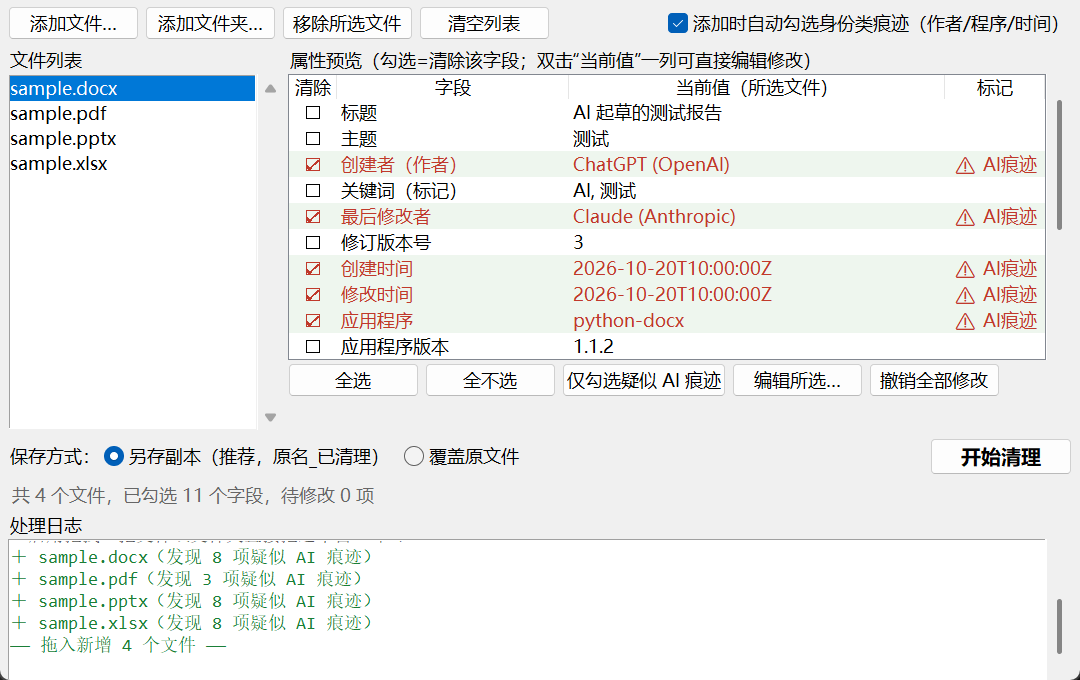 添加文件... 添加文件夹... 移除所选文件 清空列表 添加时自动勾选身份类痕迹（作者/程序/时间）
文件列表
sample.docx
sample.pdf
sample.pptx
sample.xlsx
属性预览（勾选=清除该字段；双击“当前值”一列可直接编辑修改）
清除 字段 当前值（所选文件） 标记
标题 AI 起草的测试报告
主题 测试
创建者（作者） ChatGPT (OpenAI) ⚠ AI痕迹
关键词（标记） AI, 测试
最后修改者 Claude (Anthropic) ⚠ AI痕迹
修订版本号 3
创建时间 2026-10-20T10:00:00Z ⚠ AI痕迹
修改时间 2026-10-20T10:00:00Z ⚠ AI痕迹
应用程序 python-docx ⚠ AI痕迹
应用程序版本 1.1.2
全选 全不选 仅勾选疑似 AI 痕迹 编辑所选... 撤销全部修改
保存方式： 另存副本（推荐，原名_已清理） 覆盖原文件 开始清理
共 4 个文件，已勾选 11 个字段，待修改 0 项
处理日志
＋ sample.docx（发现 8 项疑似 AI 痕迹）
＋ sample.pdf（发现 3 项疑似 AI 痕迹）
＋ sample.pptx（发现 8 项疑似 AI 痕迹）
＋ sample.xlsx（发现 8 项疑似 AI 痕迹）
—— 拖入新增 4 个文件 ——